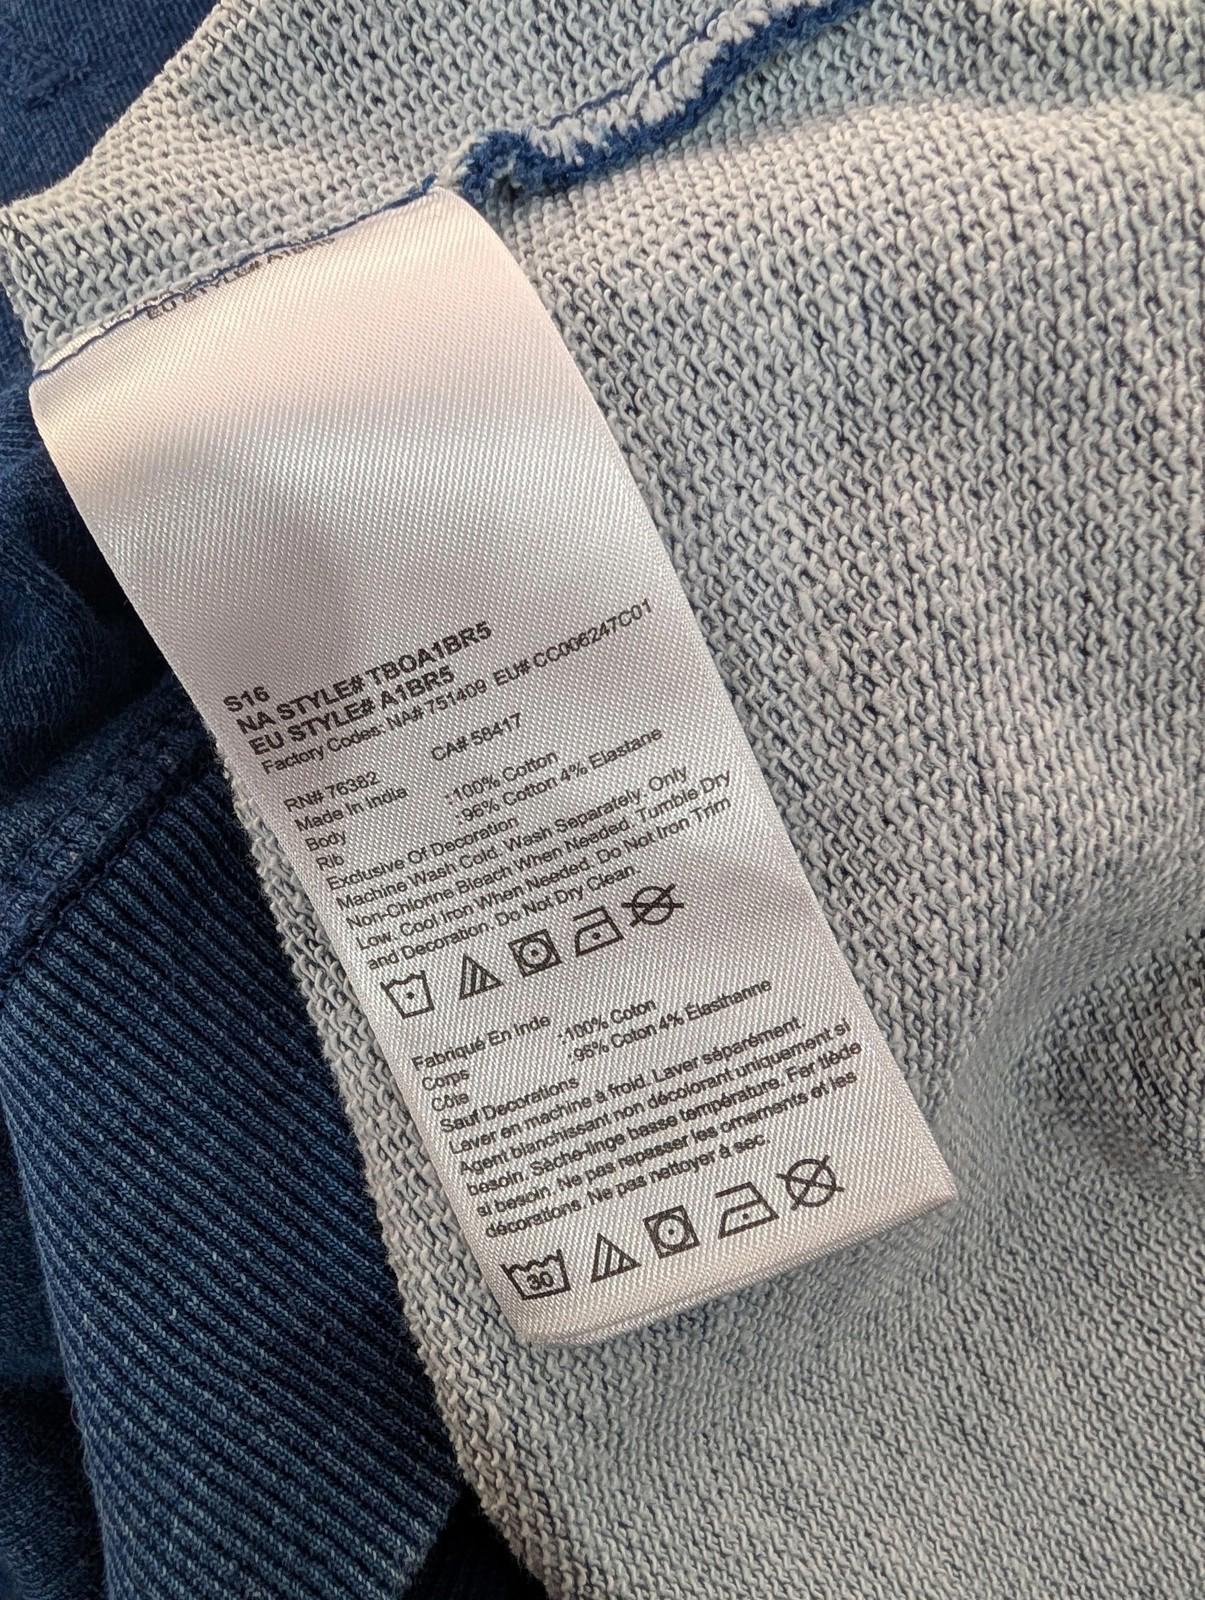 EU STYLE# A1BR5
S16
NA STYLE# TBOA1BR5
EU STYLE# A1BR5
Factory Codes: NA# 751409 EU# CC006247C01
RN# 76382 CA# 58417
Made In Indie
Body :100% Cotton
Rib :96% Cotton 4% Elastane
Exclusive Of Decoration
Machine Wash Cold. Wash Separately. Only
Non-Chlorine Bleach When Needed. Tumble Dry
Low. Cool Iron When Needed. Do Not Iron Trim
and Decoration. Do Not Dry Clean.
Fabriqué En Inde
Corps :100% Coton
Côte :96% Coton 4% Élasthanne
Sauf Decorations
Laver en machine à froid. Laver séparément.
Agent blanchissant non décolorant uniquement si
besoin. Sèche-linge basse température. Fer tiède
si besoin. Ne pas repasser les ornements et les
décorations. Ne pas nettoyer à sec.
30